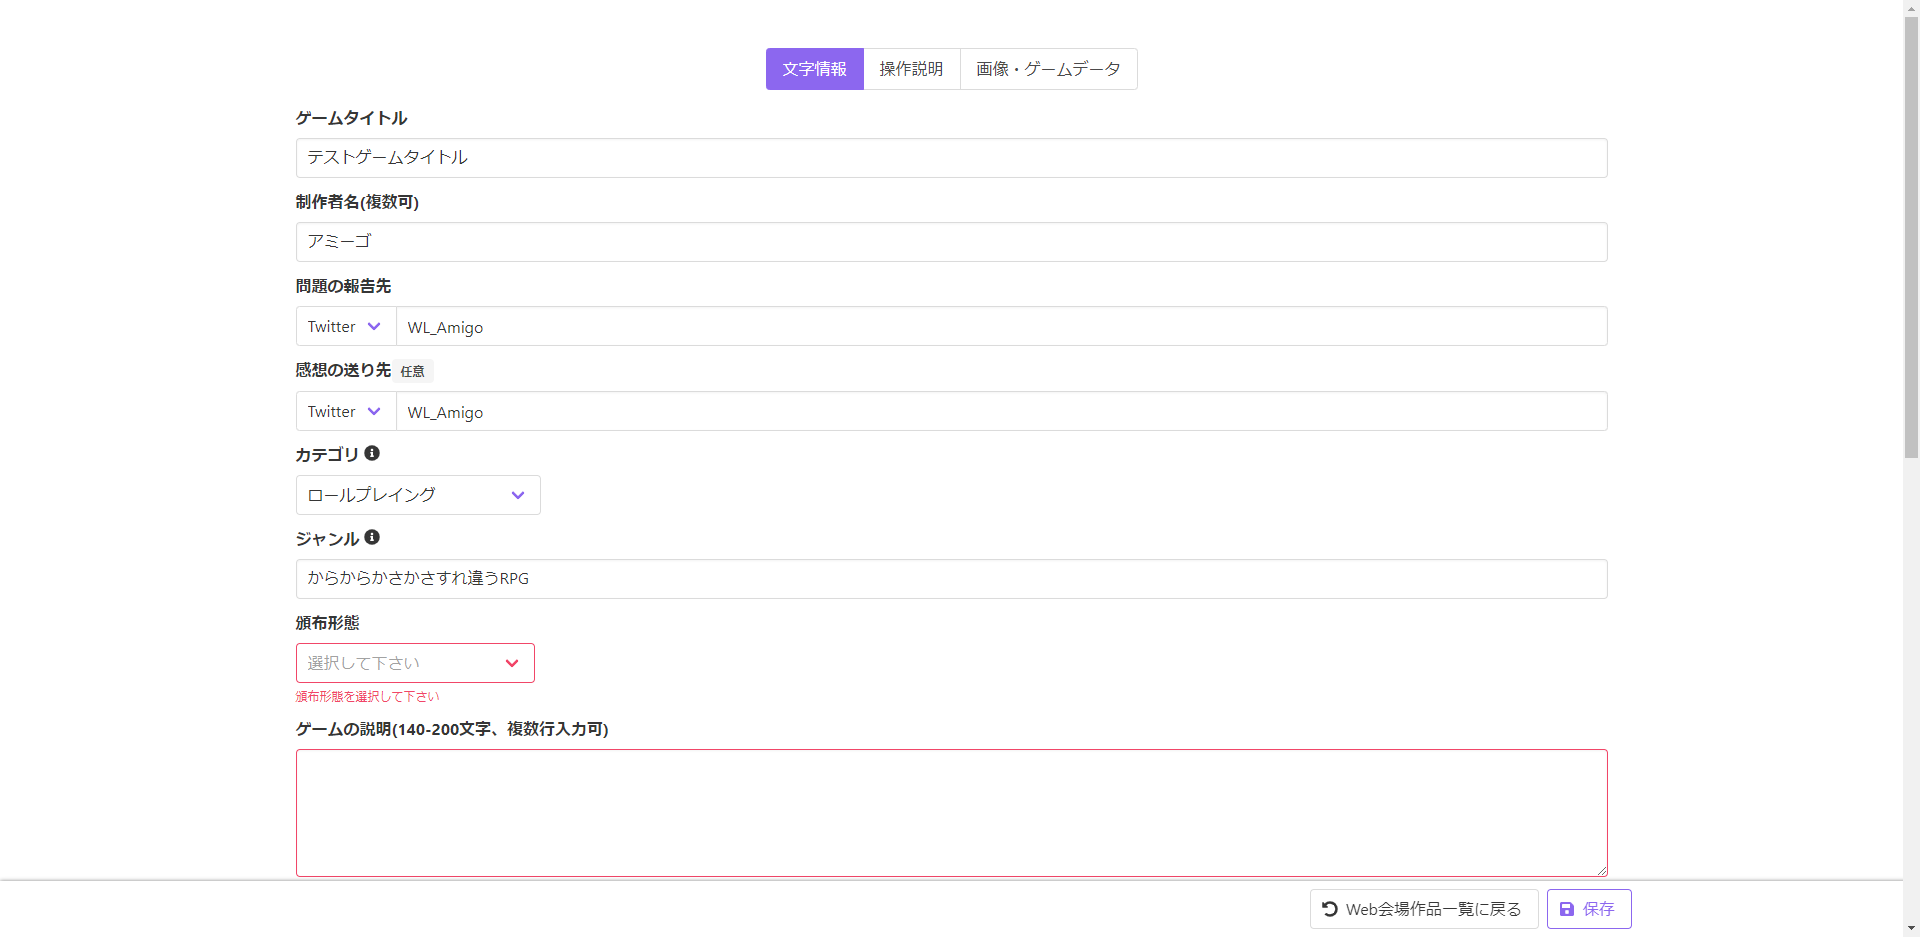 文字情報 操作説明 画像・ゲームデータ
ゲームタイトル
テストゲームタイトル
制作者名(複数可)
アミーゴ
問題の報告先
Twitter WL_Amigo
感想の送り先 任意
Twitter WL_Amigo
カテゴリ
ロールプレイング
ジャンル
からからかさかさすれ違うRPG
頒布形態
選択して下さい
頒布形態を選択して下さい
ゲームの説明(140-200文字、複数行入力可)
Web会場作品一覧に戻る 保存